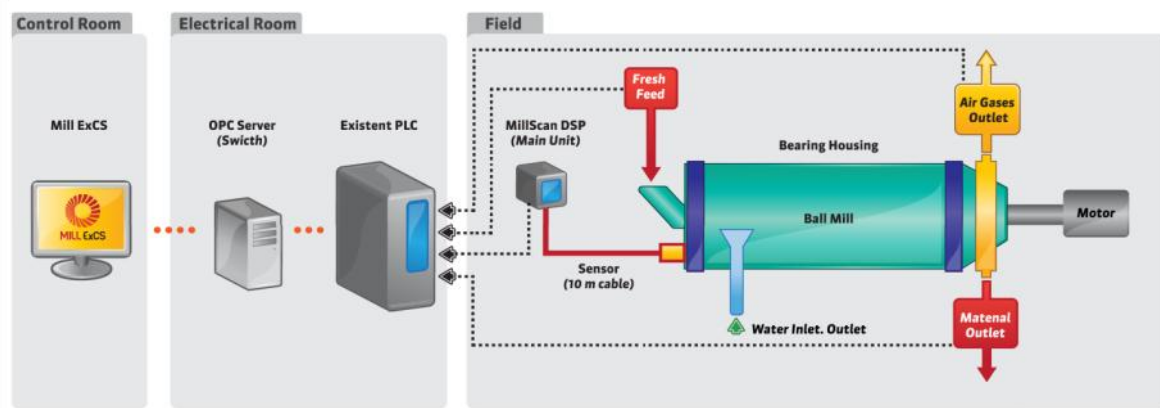 Control Room
Electrical Room
Field
Mill ExCS
OPC Server
(Swicth)
Existent PLC
MillScan DSP
(Main Unit)
Fresh
Feed
Air Gases
Outlet
Bearing Housing
MILL ExCS
Ball Mill
Motor
Sensor
(10 m cable)
Water Inlet. Outlet
Matenal
Outlet